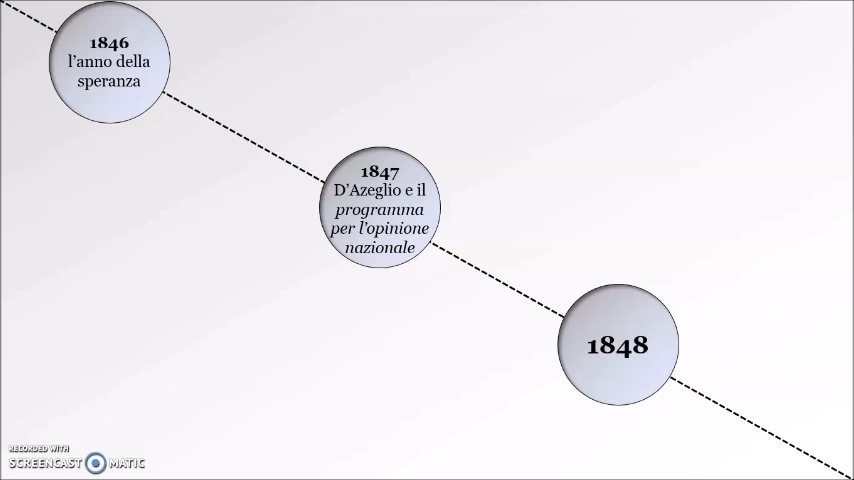 1846
l'anno della
speranza
1847
D'Azeglio e il
programma
per l'opinione
nazionale
1848
RECORDED WITH
SCREENCAST MATIC